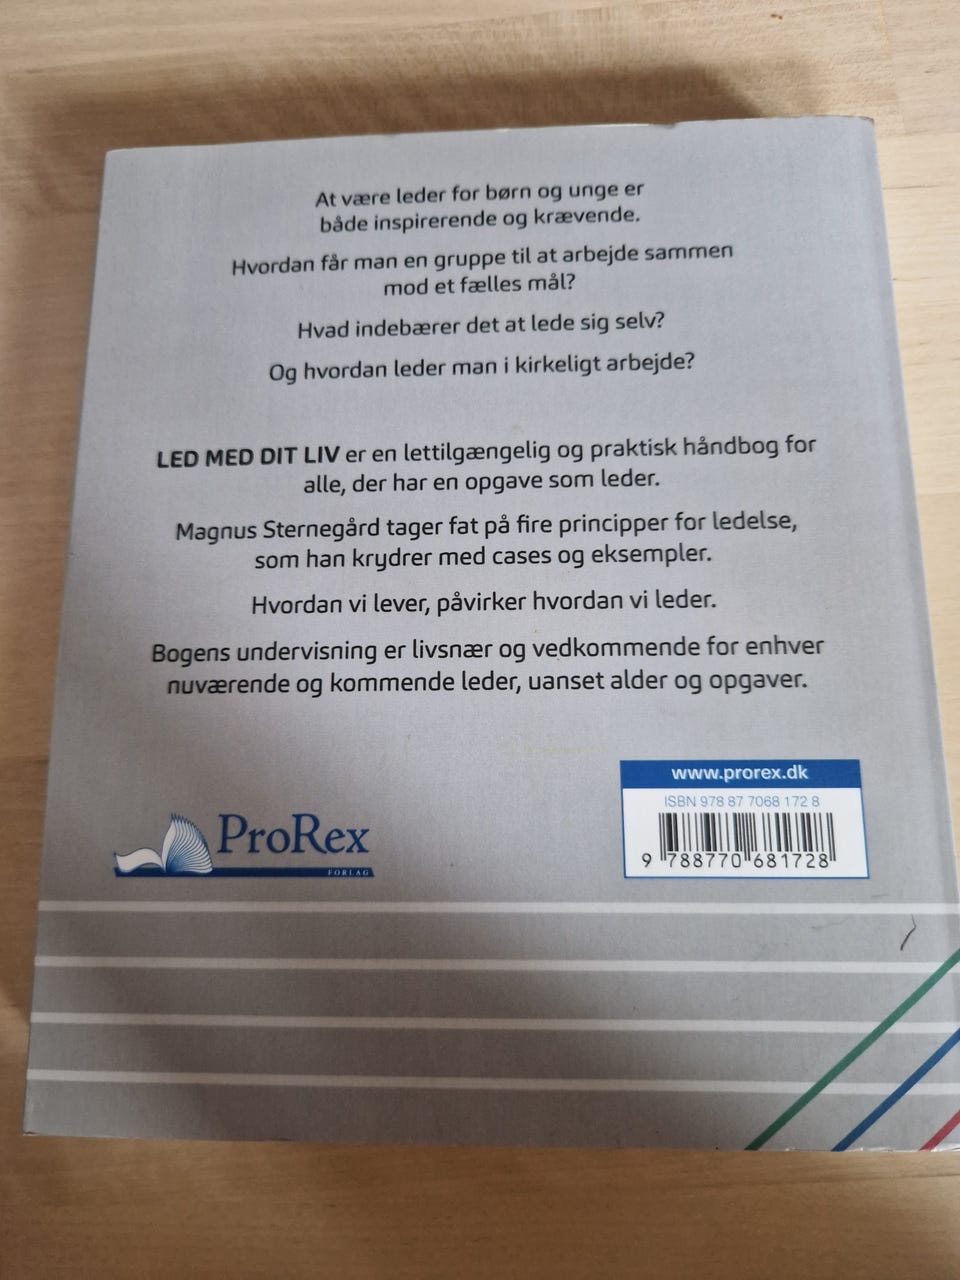 At være leder for børn og unge er
både inspirerende og krævende.
Hvordan får man en gruppe til at arbejde sammen
mod et fælles mål?
Hvad indebærer det at lede sig selv?
Og hvordan leder man i kirkeligt arbejde?
LED MED DIT LIV er en lettilgængelig og praktisk håndbog for
alle, der har en opgave som leder.
Magnus Sternegård tager fat på fire principper for ledelse,
som han krydrer med cases og eksempler.
Hvordan vi lever, påvirker hvordan vi leder.
Bogens undervisning er livsnær og vedkommende for enhver
nuværende og kommende leder, uanset alder og opgaver.
www.prorex.dk
ISBN 978 87 7068 172 8
9 788770 681728
ProRex
FORLAG